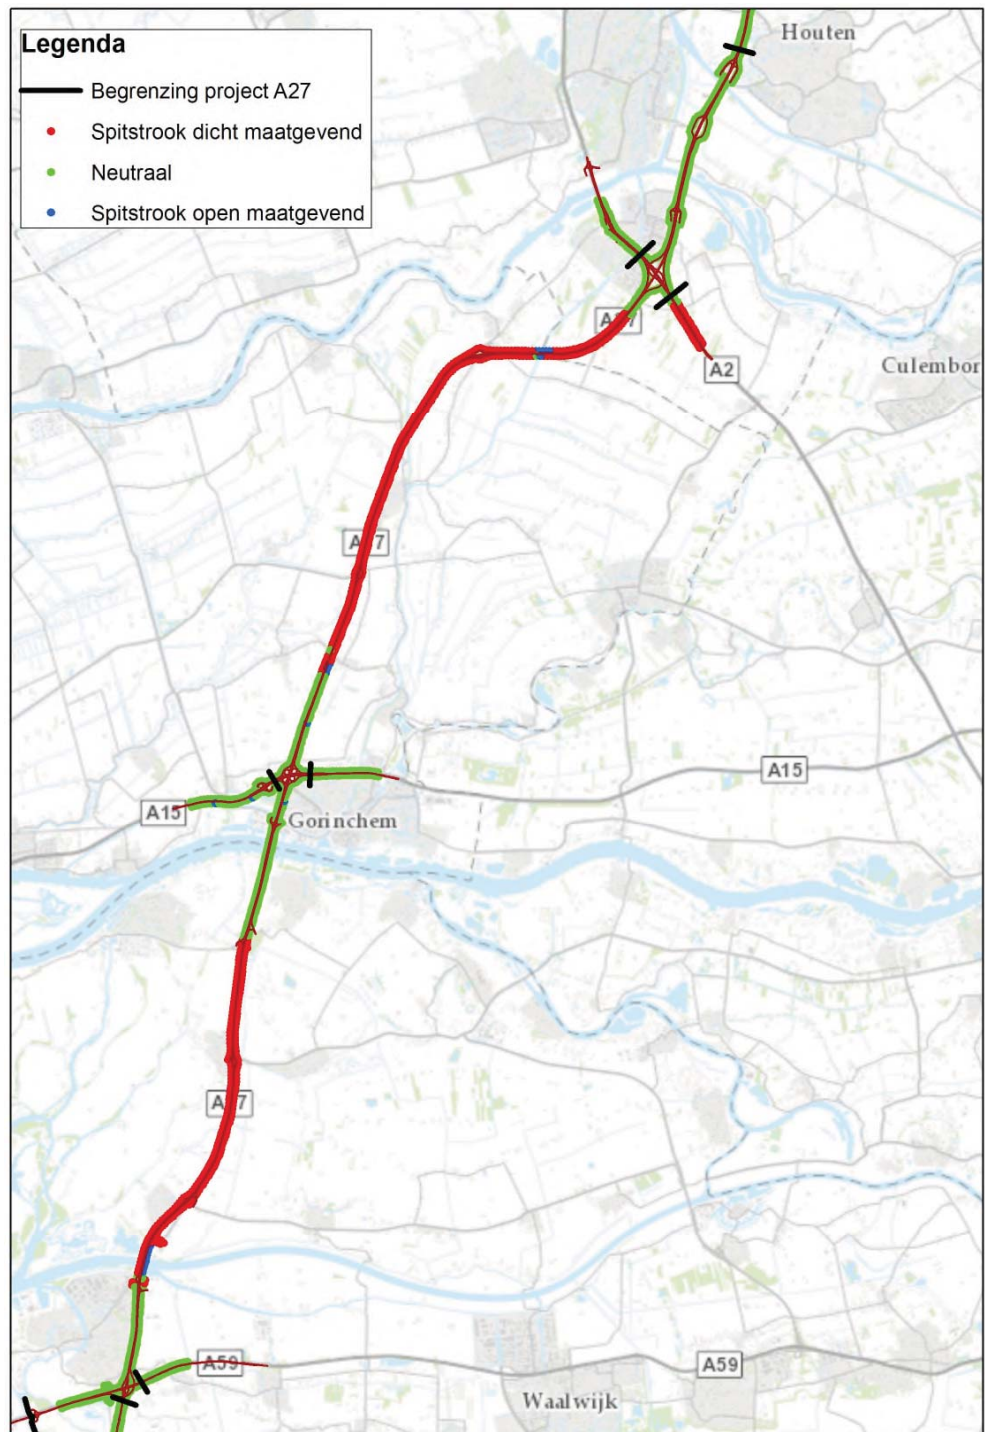 Legenda
Begrenzing project A27
Spitstrook dicht maatgevend
Neutraal
Spitstrook open maatgevend
Houten
A2
Culembor
A15
A15
Gorinchem
A59
A59
Waalwijk